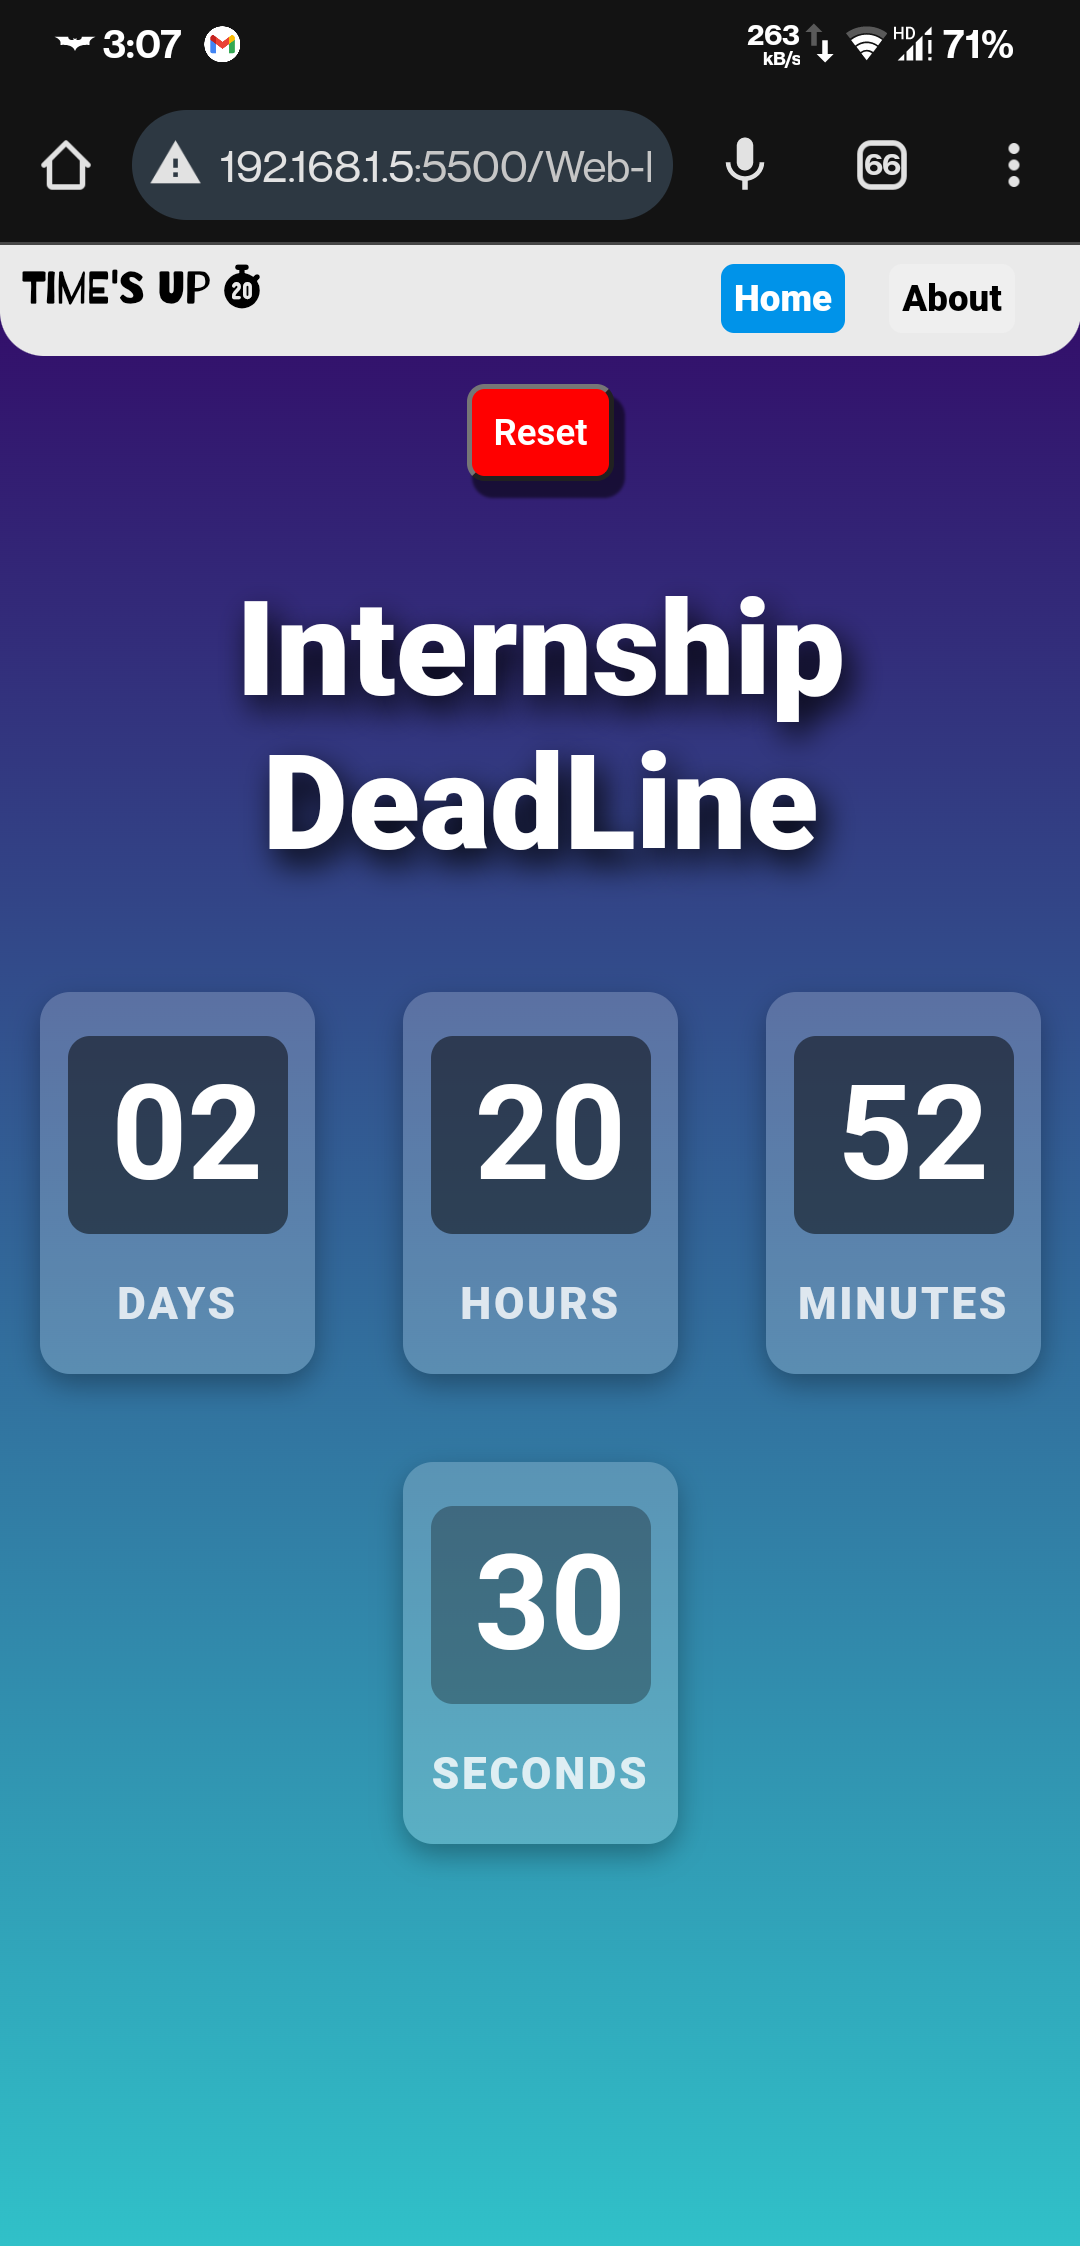 3:07 263 kB/s HD 71%
192.168.1.5:5500/Web-
66
TIME'S UP 20 Home About
Reset
Internship
DeadLine
02 20 52
DAYS HOURS MINUTES
30
SECONDS